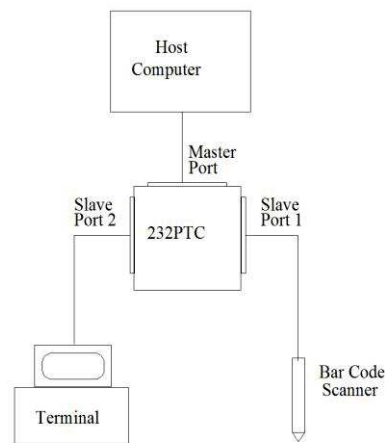 Host
Computer
Master
Port
Slave
Port 2
232PTC
Slave
Port 1
Bar Code
Scanner
Terminal